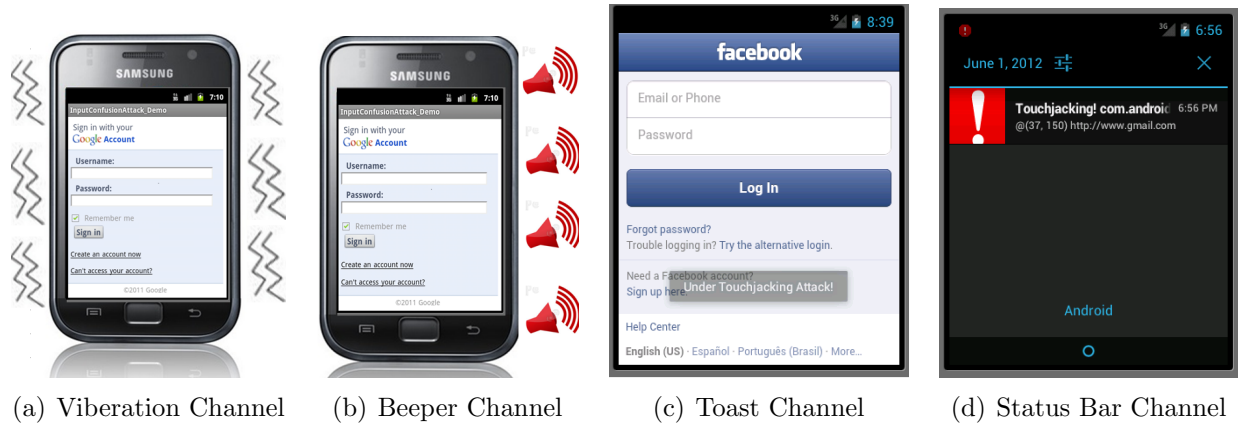 SAMSUNG
7:10
InputConfusionAttack_Demo
Sign in with your
Google Account
Username:
Password:
Remember me
Sign in
Create an account now
Can't access your account?
©2011 Google
(a) Viberation Channel
SAMSUNG
7:10
InputConfusionAttack_Demo
Sign in with your
Google Account
Username:
Password:
Remember me
Sign in
Create an account now
Can't access your account?
©2011 Google
(b) Beeper Channel
3G 8:39
facebook
Email or Phone
Password
Log In
Forgot password?
Trouble logging in? Try the alternative login.
Need a Facebook account?
Sign up here.
Under Touchjacking Attack!
Help Center
English (US) · Español · Português (Brasil) · More...
(c) Toast Channel
3G 6:56
June 1, 2012
Touchjacking! com.android 6:56 PM
@(37, 150) http://www.gmail.com
Android
(d) Status Bar Channel